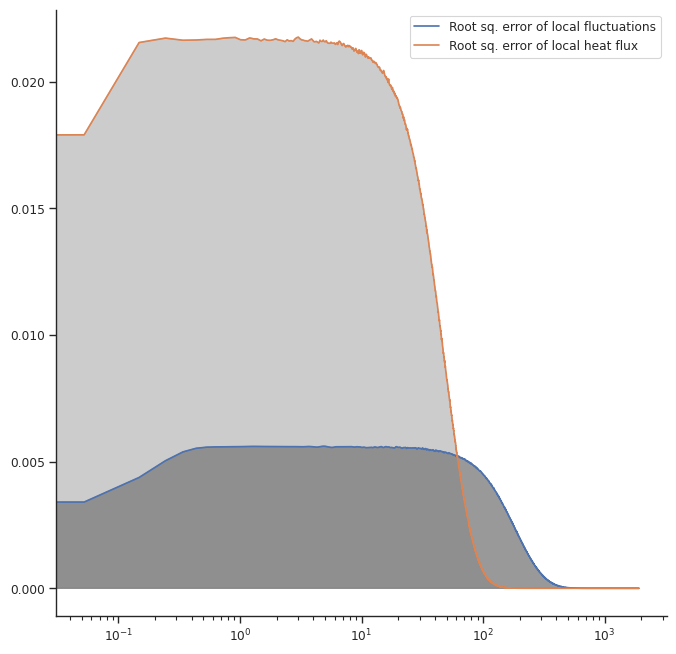 Root sq. error of local fluctuations
Root sq. error of local heat flux
0.020
0.015
0.010
0.005
0.000
10⁻¹ 10⁰ 10¹ 10² 10³